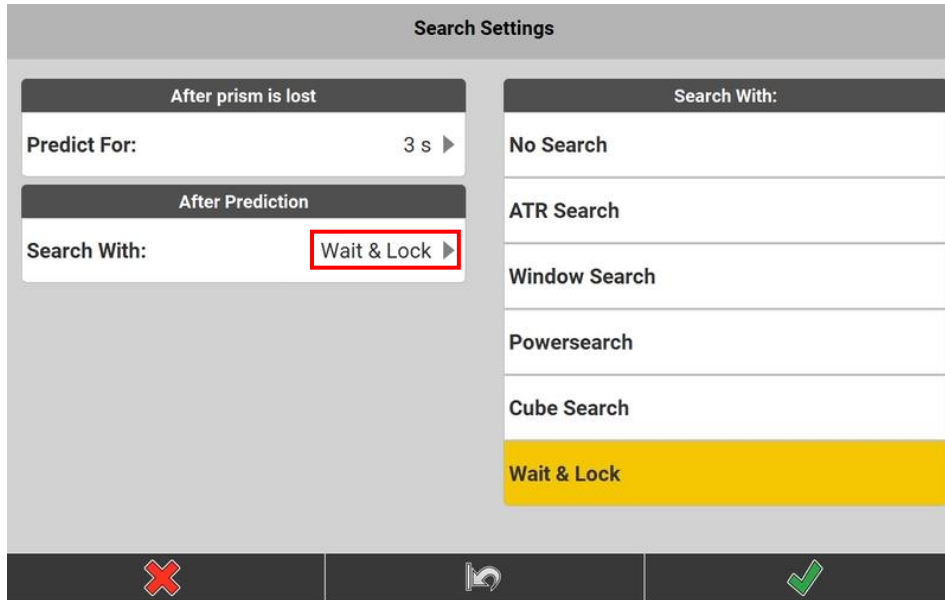 Search Settings
After prism is lost
Predict For: 3 s
After Prediction
Search With: Wait & Lock
Search With:
No Search
ATR Search
Window Search
Powersearch
Cube Search
Wait & Lock